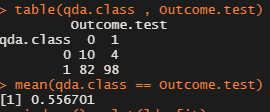 > table(qda.class , Outcome.test)
Outcome.test
qda.class 0 1
0 10 4
1 82 98
> mean(qda.class == Outcome.test)
[1] 0.556701